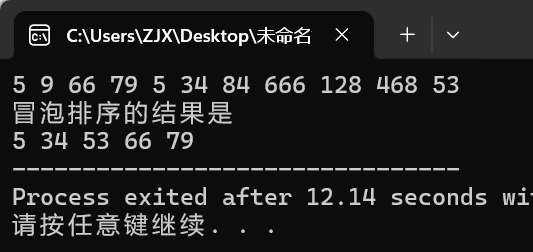 C:\Users\ZJX\Desktop\未命名
5 9 66 79 5 34 84 666 128 468 53
冒泡排序的结果是
5 34 53 66 79
--------------------------------
Process exited after 12.14 seconds wi
请按任意键继续. . .